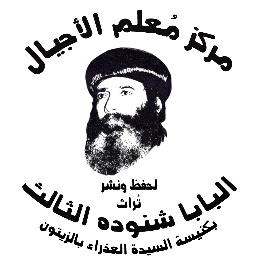 مركز مُعلم الأجيال
لحفظ ونشر
تراث
البابا شنوده الثالث
بكنيسة السيدة العذراء بالزيتون